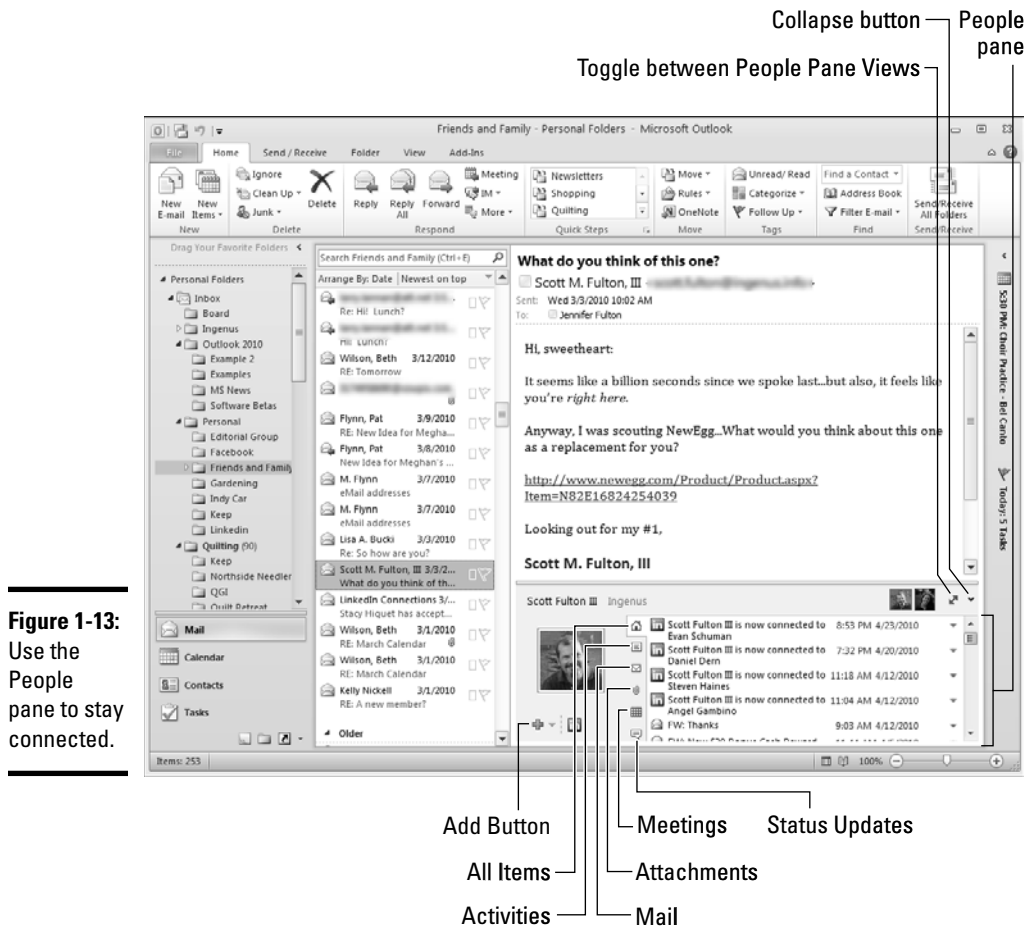 Collapse button
People
pane
Toggle between People Pane Views
Friends and Family - Personal Folders - Microsoft Outlook
File Home Send / Receive Folder View Add-Ins
New E-mail
New Items
New
Ignore
Clean Up
Junk
Delete
Delete
Reply
Reply All
Forward
Meeting
IM
More
Respond
Newsletters
Shopping
Quilting
Quick Steps
Move
Rules
OneNote
Move
Unread/ Read
Categorize
Follow Up
Tags
Find a Contact
Address Book
Filter E-mail
Find
Send/Receive
All Folders
Send/Receive
Drag Your Favorite Folders
Personal Folders
Inbox
Board
Ingenus
Outlook 2010
Example 2
Examples
MS News
Software Betas
Personal
Editorial Group
Facebook
Friends and Family
Gardening
Indy Car
Keep
Linkedin
Quilting (90)
Keep
Northside Needler
QGI
Quilt Retreat
Mail
Calendar
Contacts
Tasks
Search Friends and Family (Ctrl+E)
Arrange By: Date Newest on top
Re: Hi! Lunch?
Hi! Lunch?
Wilson, Beth 3/12/2010
RE: Tomorrow
Flynn, Pat 3/9/2010
RE: New Idea for Megha...
Flynn, Pat 3/8/2010
New Idea for Meghan's ...
M. Flynn 3/7/2010
eMail addresses
M. Flynn 3/7/2010
eMail addresses
Lisa A. Bucki 3/3/2010
Re: So how are you?
Scott M. Fulton, III 3/3/2...
What do you think of th...
LinkedIn Connections 3/...
Stacy Hiquet has accept...
Wilson, Beth 3/1/2010
RE: March Calendar
Wilson, Beth 3/1/2010
RE: March Calendar
Kelly Nickell 3/1/2010
RE: A new member?
Older
What do you think of this one?
Scott M. Fulton, III
Sent: Wed 3/3/2010 10:02 AM
To: Jennifer Fulton
Hi, sweetheart:
It seems like a billion seconds since we spoke last...but also, it feels like
you're right here.
Anyway, I was scouting NewEgg...What would you think about this one
as a replacement for you?
http://www.newegg.com/Product/Product.aspx?
Item=N82E16824254039
Looking out for my #1,
Scott M. Fulton, III
Scott Fulton III Ingenus
Scott Fulton III is now connected to 8:53 PM 4/23/2010
Evan Schuman
Scott Fulton III is now connected to 7:32 PM 4/20/2010
Daniel Dern
Scott Fulton III is now connected to 11:18 AM 4/12/2010
Steven Haines
Scott Fulton III is now connected to 11:04 AM 4/12/2010
Angel Gambino
FW: Thanks 9:03 AM 4/12/2010
5:30 PM: Choir Practice - Bel Canto
Today: 5 Tasks
Items: 253
100%
Figure 1-13:
Use the
People
pane to stay
connected.
Add Button
Meetings
Status Updates
All Items
Attachments
Activities
Mail